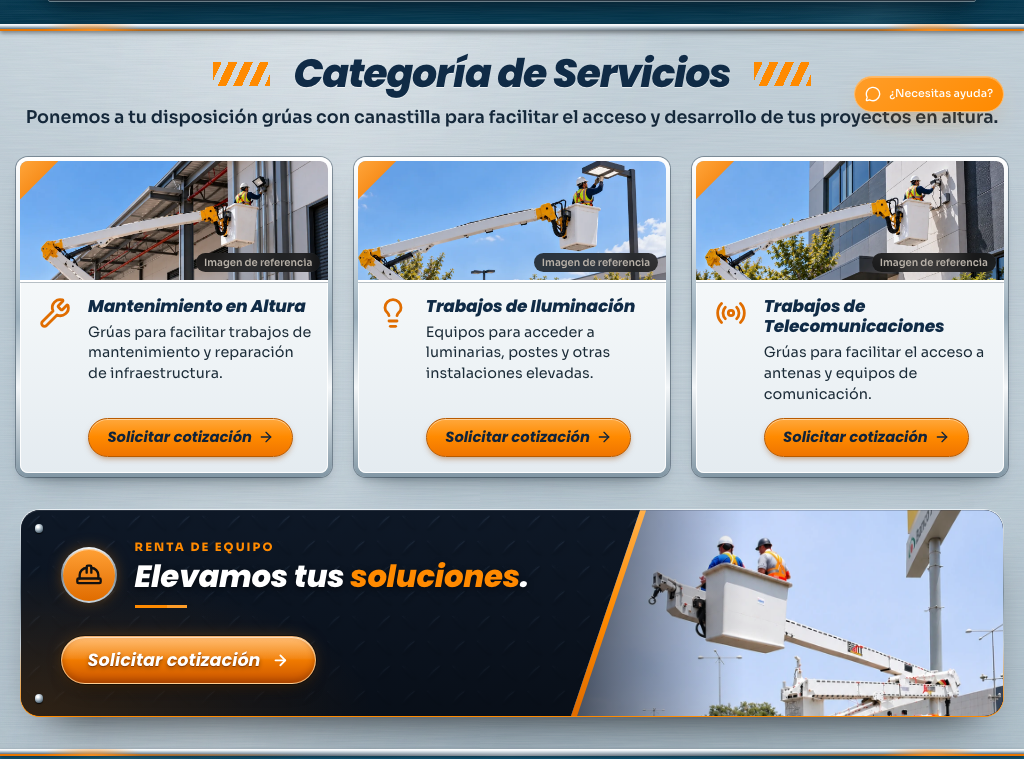 Categoría de Servicios
¿Necesitas ayuda?
Ponemos a tu disposición grúas con canastilla para facilitar el acceso y desarrollo de tus proyectos en altura.
Imagen de referencia
Imagen de referencia
Imagen de referencia
Mantenimiento en Altura
Grúas para facilitar trabajos de
mantenimiento y reparación
de infraestructura.
Solicitar cotización
Trabajos de Iluminación
Equipos para acceder a
luminarias, postes y otras
instalaciones elevadas.
Solicitar cotización
Trabajos de
Telecomunicaciones
Grúas para facilitar el acceso a
antenas y equipos de
comunicación.
Solicitar cotización
RENTA DE EQUIPO
Elevamos tus soluciones.
Solicitar cotización